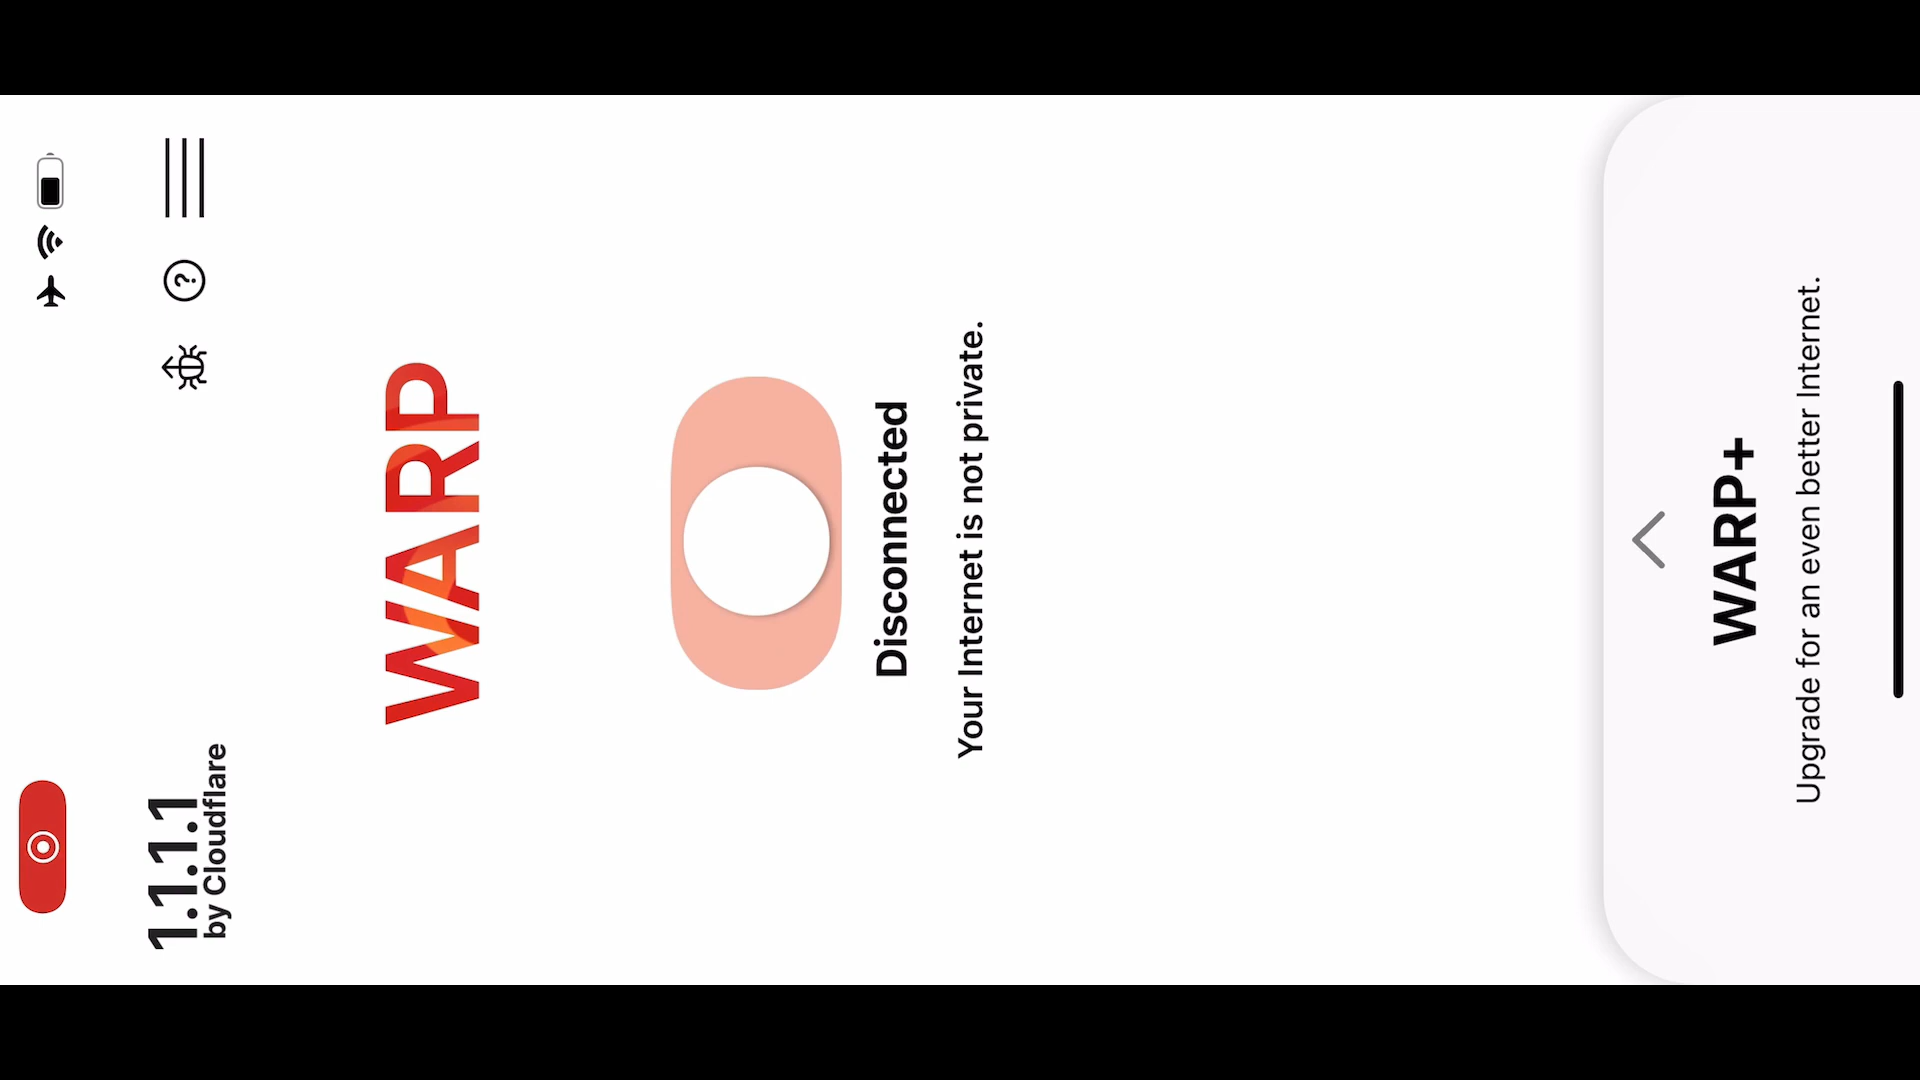 1.1.1.1
by Cloudflare
WARP
Disconnected
Your Internet is not private.
WARP+
Upgrade for an even better Internet.